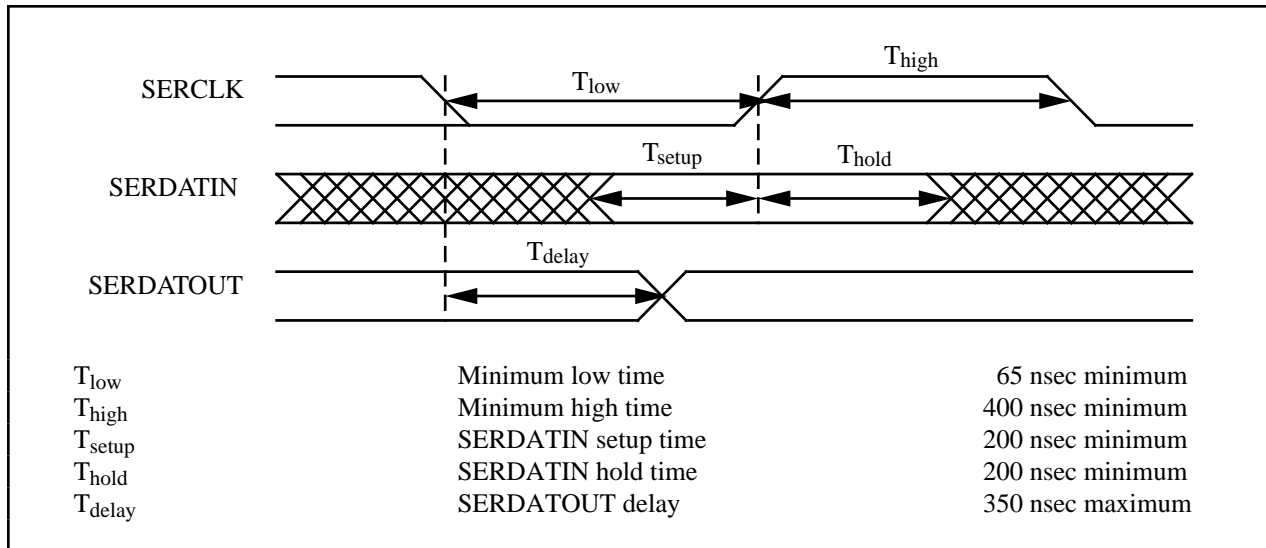 SERCLK
T_low
T_high
SERDATIN
T_setup
T_hold
SERDATOUT
T_delay
T_low Minimum low time 65 nsec minimum
T_high Minimum high time 400 nsec minimum
T_setup SERDATIN setup time 200 nsec minimum
T_hold SERDATIN hold time 200 nsec minimum
T_delay SERDATOUT delay 350 nsec maximum